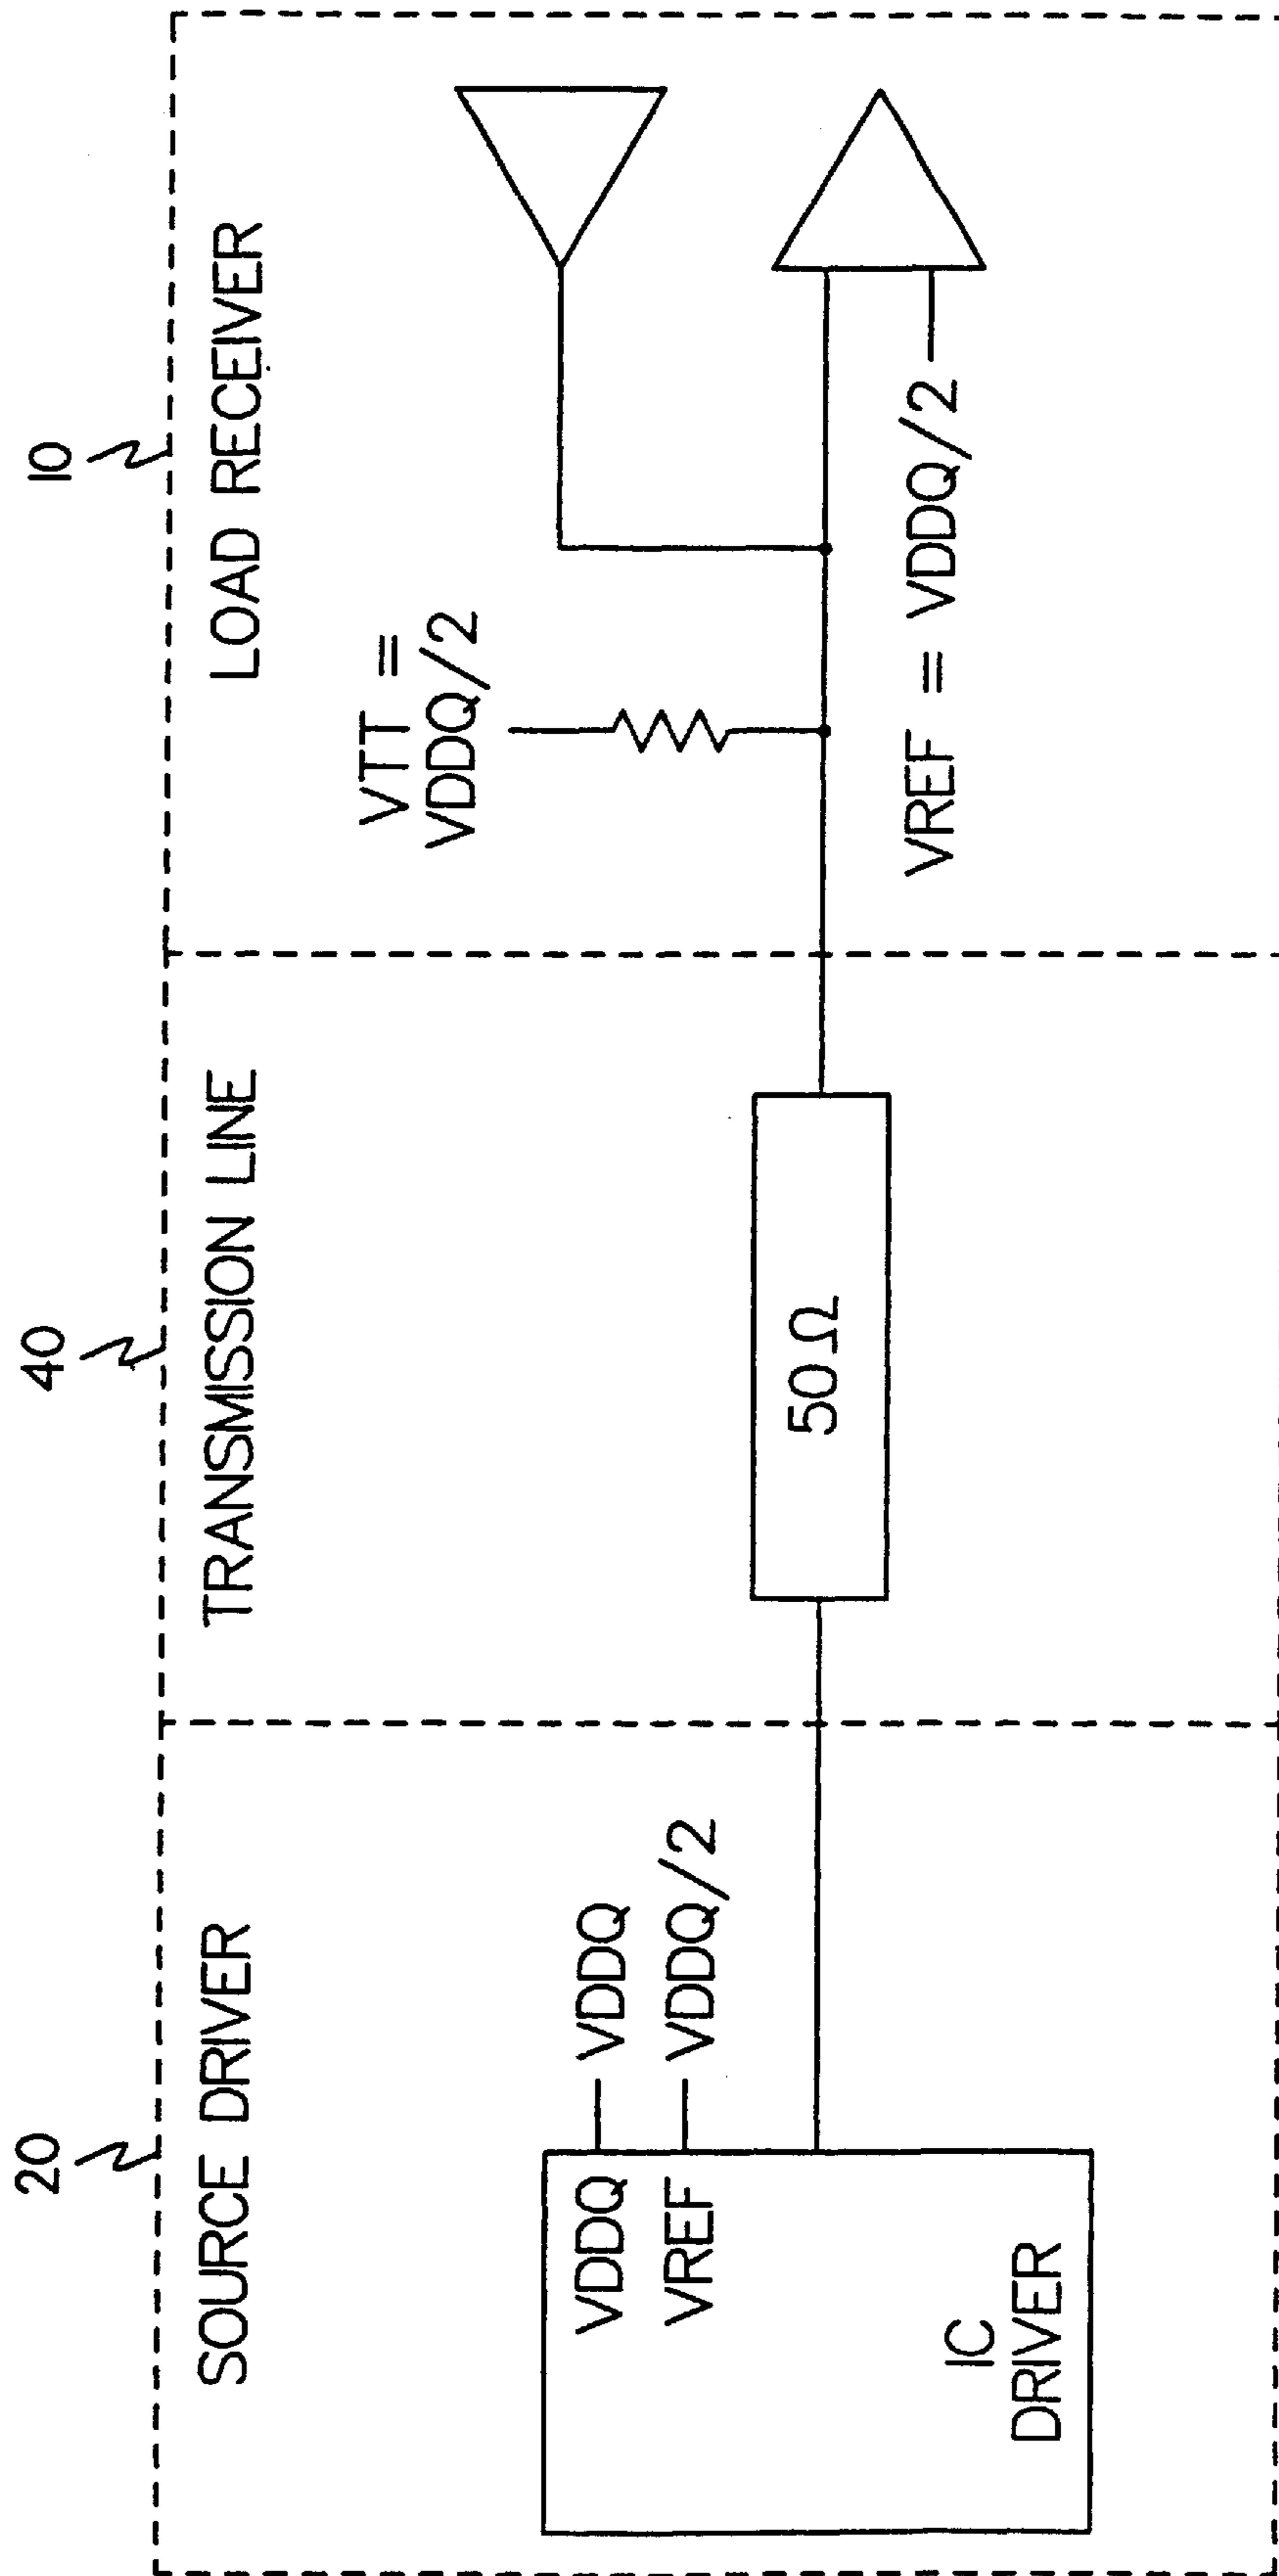 20
40
10
SOURCE DRIVER
TRANSMISSION LINE
LOAD RECEIVER
VDDQ
VDDQ
VREF
VDDQ/2
IC
DRIVER
50Ω
VTT =
VDDQ/2
VREF = VDDQ/2